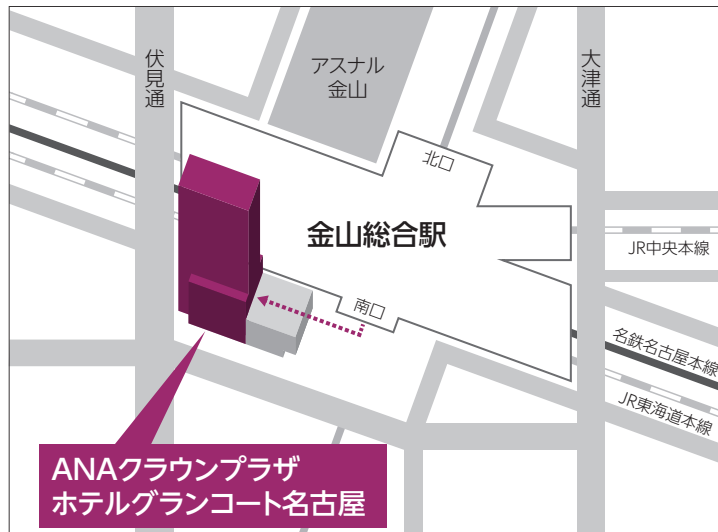 伏見通
アスナル
金山
大津通
北口
金山総合駅
JR中央本線
南口
名鉄名古屋本線
JR東海道本線
ANAクラウンプラザ
ホテルグランコート名古屋